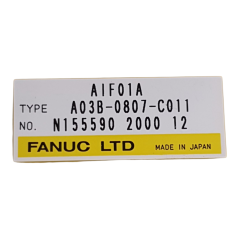 AIF01A
TYPE A03B-0807-C011
NO. N155590 2000 12
FANUC LTD MADE IN JAPAN